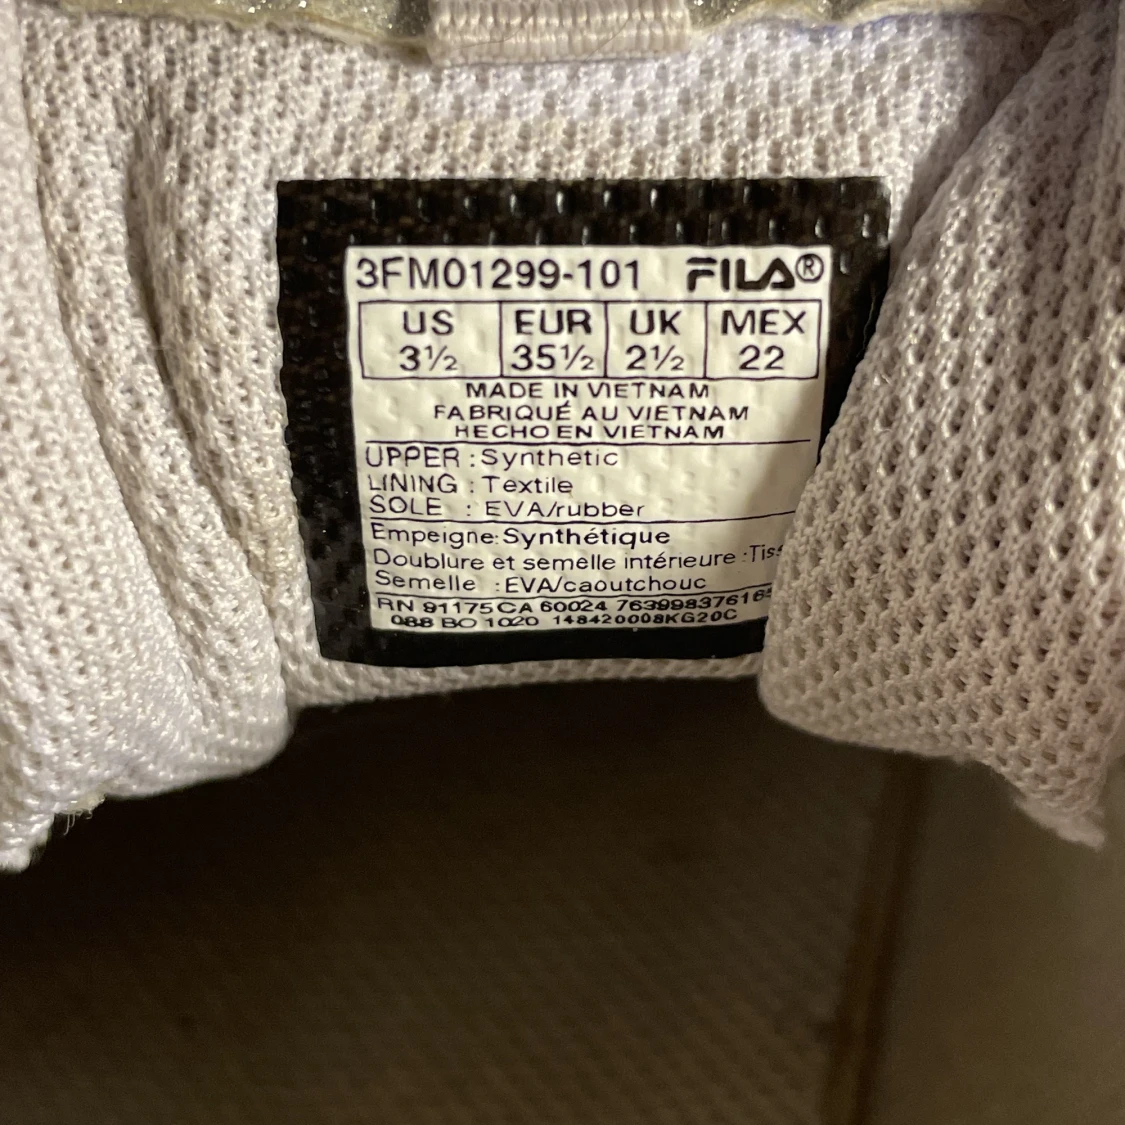 3FM01299-101 FILA®
US EUR UK MEX
3½ 35½ 2½ 22
MADE IN VIETNAM
FABRIQUÉ AU VIETNAM
HECHO EN VIETNAM
UPPER : Synthetic
LINING : Textile
SOLE : EVA/rubber
Empeigne: Synthétique
Doublure et semelle intérieure :
Semelle : EVA/caoutchouc
RN 91175 CA 60024
088 BO 1020 148420008KG20C